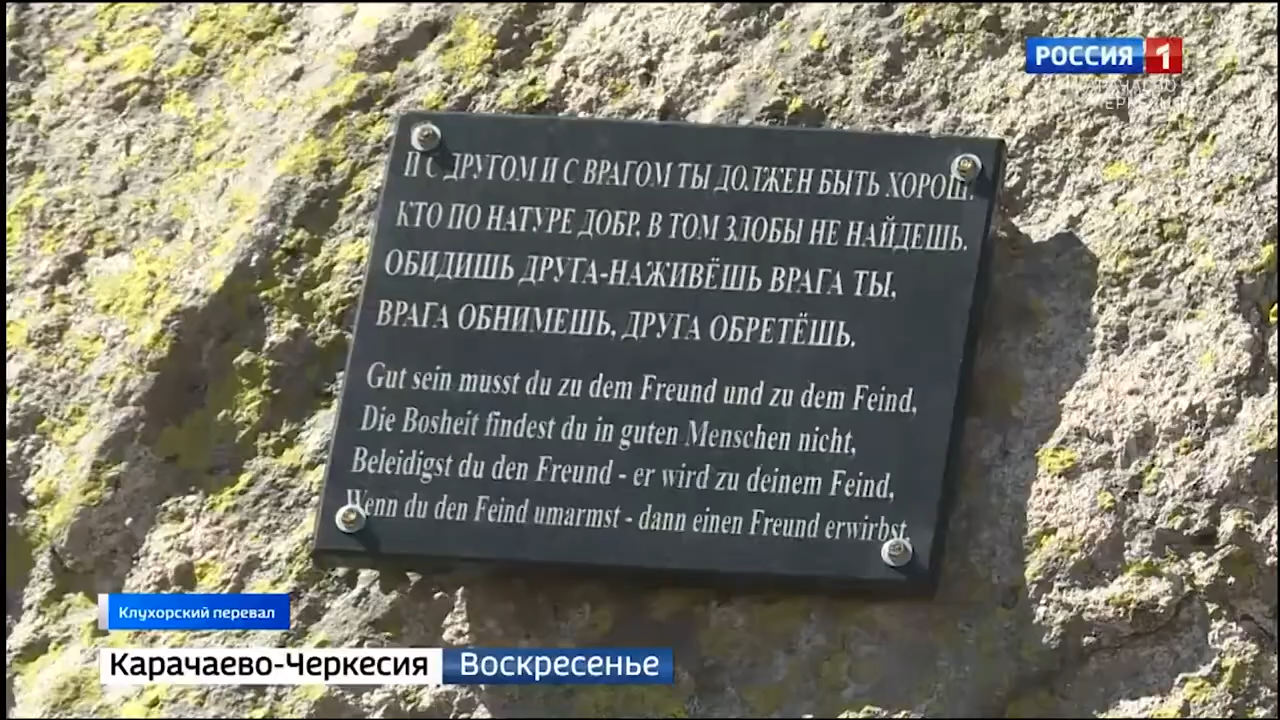 РОССИЯ 1
И С ДРУГОМ И С ВРАГОМ ТЫ ДОЛЖЕН БЫТЬ ХОРОШ.
КТО ПО НАТУРЕ ДОБР, В ТОМ ЗЛОБЫ НЕ НАЙДЕШЬ.
ОБИДИШЬ ДРУГА-НАЖИВЁШЬ ВРАГА ТЫ,
ВРАГА ОБНИМЕШЬ, ДРУГА ОБРЕТЁШЬ.
Gut sein musst du zu dem Freund und zu dem Feind,
Die Bosheit findest du in guten Menschen nicht,
Beleidigst du den Freund - er wird zu deinem Feind,
Wenn du den Feind umarmst - dann einen Freund erwirbst.
Клухорский перевал
Карачаево-Черкесия Воскресенье